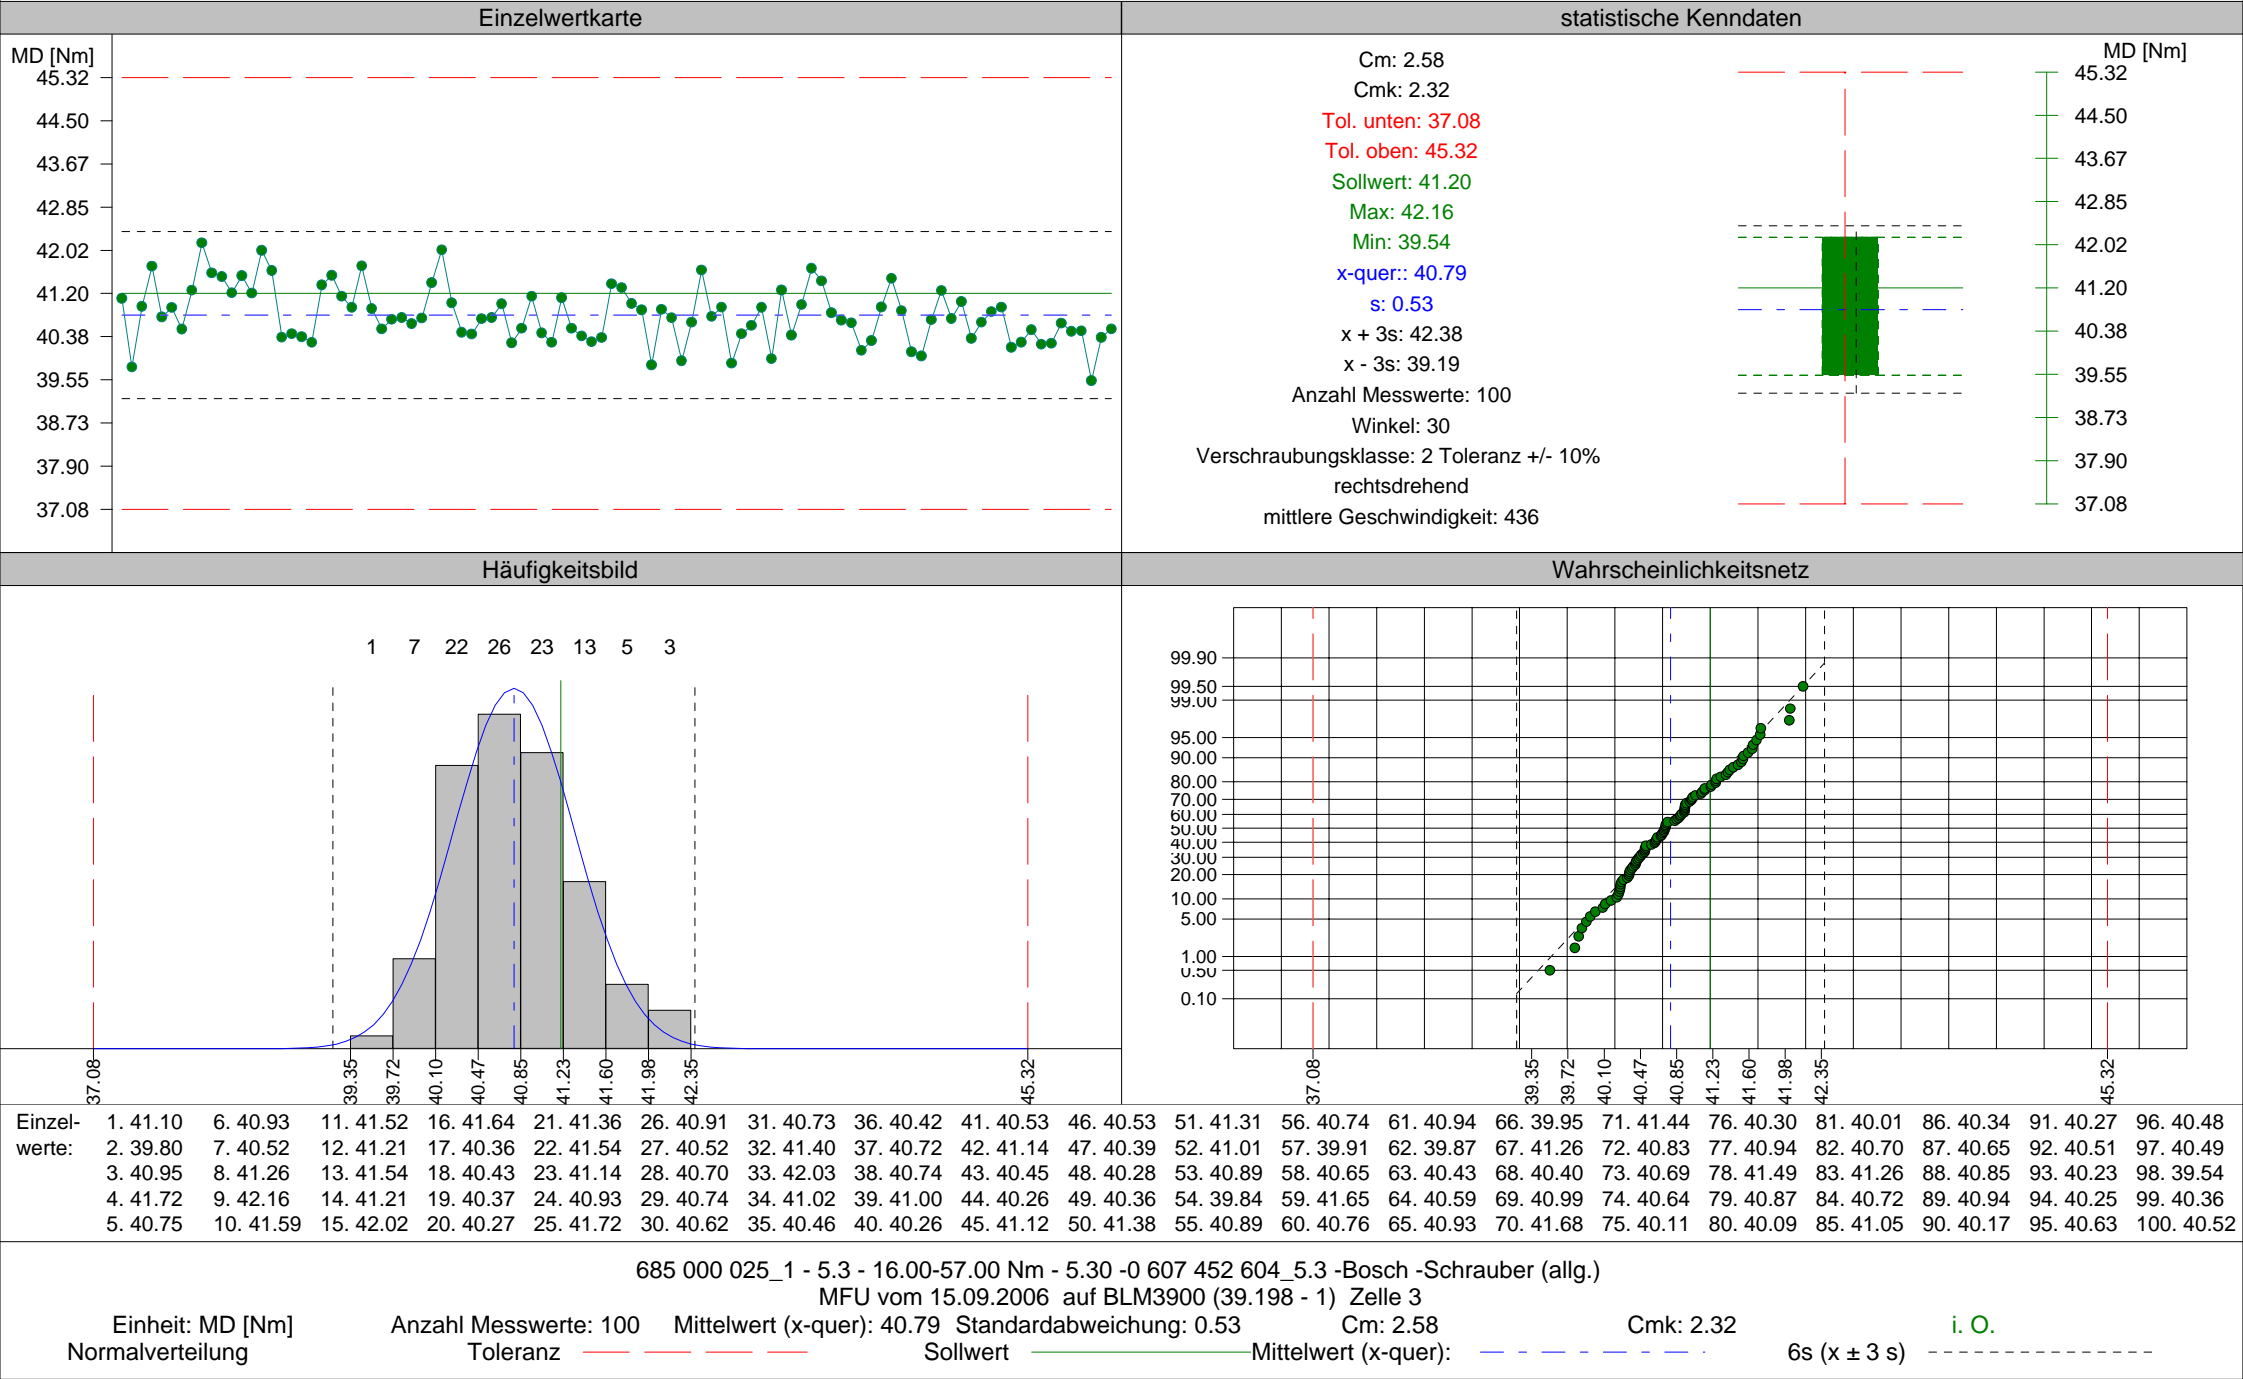 Einzelwertkarte
MD [Nm]
45.32
44.50
43.67
42.85
42.02
41.20
40.38
39.55
38.73
37.90
37.08
statistische Kenndaten
Cm: 2.58
Cmk: 2.32
Tol. unten: 37.08
Tol. oben: 45.32
Sollwert: 41.20
Max: 42.16
Min: 39.54
x-quer:: 40.79
s: 0.53
x + 3s: 42.38
x - 3s: 39.19
Anzahl Messwerte: 100
Winkel: 30
Verschraubungsklasse: 2 Toleranz +/- 10%
rechtsdrehend
mittlere Geschwindigkeit: 436
MD [Nm]
45.32
44.50
43.67
42.85
42.02
41.20
40.38
39.55
38.73
37.90
37.08
Häufigkeitsbild
1 7 22 26 23 13 5 3
37.08 39.35 39.72 40.10 40.47 40.85 41.23 41.60 41.98 42.35 45.32
Wahrscheinlichkeitsnetz
99.90
99.50
99.00
95.00
90.00
80.00
70.00
60.00
50.00
40.00
30.00
20.00
10.00
5.00
1.00
0.50
0.10
37.08 39.35 39.72 40.10 40.47 40.85 41.23 41.60 41.98 42.35 45.32
Einzel- 1. 41.10 6. 40.93 11. 41.52 16. 41.64 21. 41.36 26. 40.91 31. 40.73 36. 40.42 41. 40.53 46. 40.53 51. 41.31 56. 40.74 61. 40.94 66. 39.95 71. 41.44 76. 40.30 81. 40.01 86. 40.34 91. 40.27 96. 40.48
werte: 2. 39.80 7. 40.52 12. 41.21 17. 40.36 22. 41.54 27. 40.52 32. 41.40 37. 40.72 42. 41.14 47. 40.39 52. 41.01 57. 39.91 62. 39.87 67. 41.26 72. 40.83 77. 40.94 82. 40.70 87. 40.65 92. 40.51 97. 40.49
3. 40.95 8. 41.26 13. 41.54 18. 40.43 23. 41.14 28. 40.70 33. 42.03 38. 40.74 43. 40.45 48. 40.28 53. 40.89 58. 40.65 63. 40.43 68. 40.40 73. 40.69 78. 41.49 83. 41.26 88. 40.85 93. 40.23 98. 39.54
4. 41.72 9. 42.16 14. 41.21 19. 40.37 24. 40.93 29. 40.74 34. 41.02 39. 41.00 44. 40.26 49. 40.36 54. 39.84 59. 41.65 64. 40.59 69. 40.99 74. 40.64 79. 40.87 84. 40.72 89. 40.94 94. 40.25 99. 40.36
5. 40.75 10. 41.59 15. 42.02 20. 40.27 25. 41.72 30. 40.62 35. 40.46 40. 40.26 45. 41.12 50. 41.38 55. 40.89 60. 40.76 65. 40.93 70. 41.68 75. 40.11 80. 40.09 85. 41.05 90. 40.17 95. 40.63 100. 40.52
685 000 025_1 - 5.3 - 16.00-57.00 Nm - 5.30 -0 607 452 604_5.3 -Bosch -Schrauber (allg.)
MFU vom 15.09.2006 auf BLM3900 (39.198 - 1) Zelle 3
Einheit: MD [Nm] Anzahl Messwerte: 100 Mittelwert (x-quer): 40.79 Standardabweichung: 0.53 Cm: 2.58 Cmk: 2.32 i. O.
Normalverteilung Toleranz Sollwert Mittelwert (x-quer): 6s (x ± 3 s)